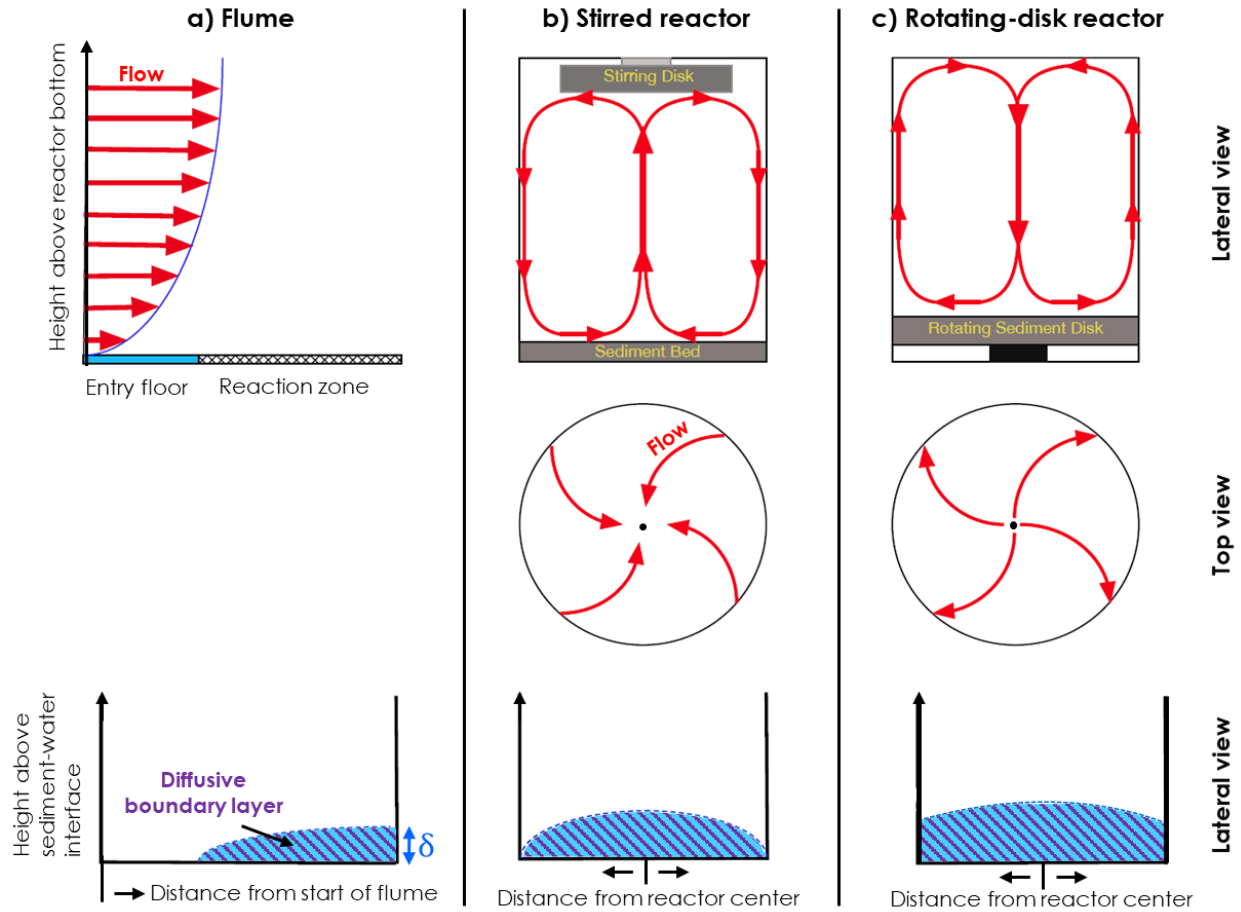 a) Flume
b) Stirred reactor
c) Rotating-disk reactor
Height above reactor bottom
Flow
Entry floor
Reaction zone
Stirring Disk
Sediment Bed
Rotating Sediment Disk
Lateral view
Flow
Top view
Height above
sediment-water
interface
Diffusive
boundary layer
δ
Distance from start of flume
Distance from reactor center
Distance from reactor center
Lateral view